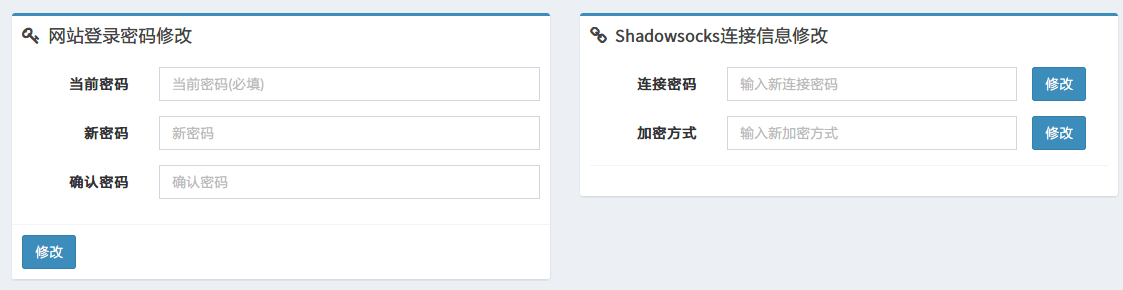 网站登录密码修改
当前密码 当前密码(必填)
新密码 新密码
确认密码 确认密码
修改
Shadowsocks连接信息修改
连接密码 输入新连接密码 修改
加密方式 输入新加密方式 修改